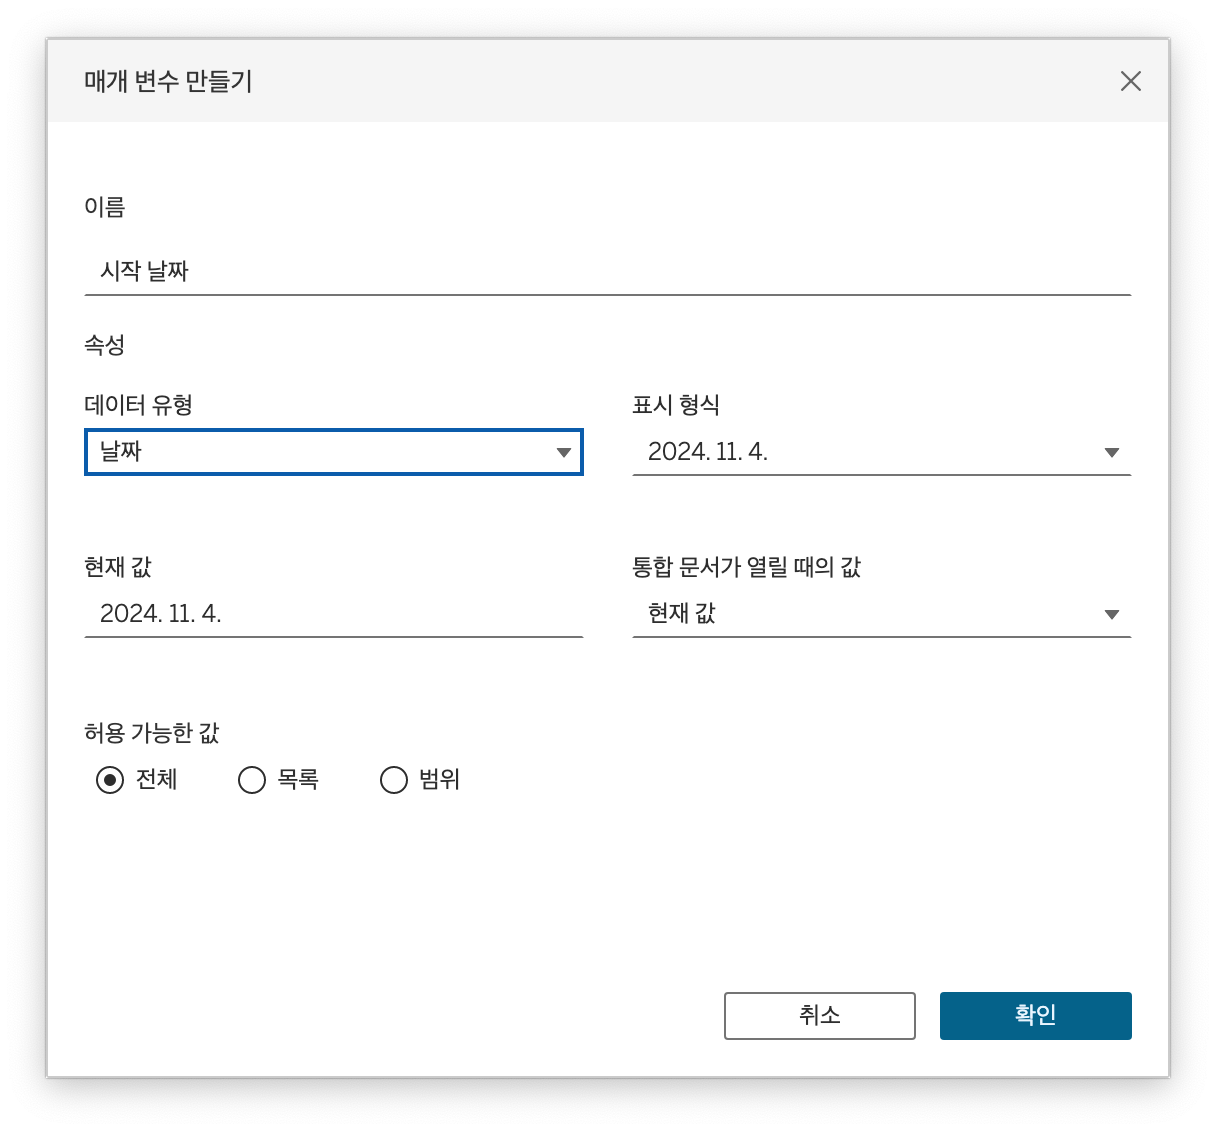 매개 변수 만들기
이름
시작 날짜
속성
데이터 유형
표시 형식
날짜
2024. 11. 4.
현재 값
통합 문서가 열릴 때의 값
2024. 11. 4.
현재 값
허용 가능한 값
전체
목록
범위
취소
확인